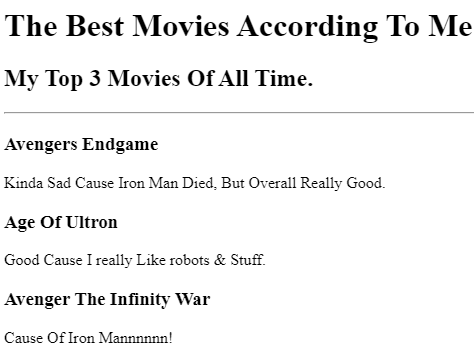 The Best Movies According To Me
My Top 3 Movies Of All Time.
Avengers Endgame
Kinda Sad Cause Iron Man Died, But Overall Really Good.
Age Of Ultron
Good Cause I really Like robots & Stuff.
Avenger The Infinity War
Cause Of Iron Mannnnnn!